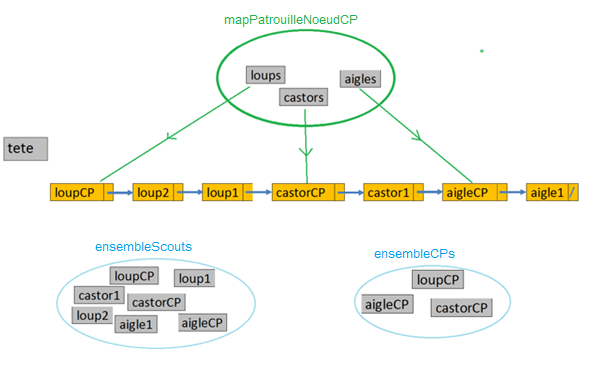 mapPatrouilleNoeudCP
loups
aigles
castors
tete
loupCP loup2 loup1 castorCP castor1 aigleCP aigle1 /
ensembleScouts
loupCP
loup1
castor1
castorCP
loup2
aigle1
aigleCP
ensembleCPs
loupCP
aigleCP
castorCP